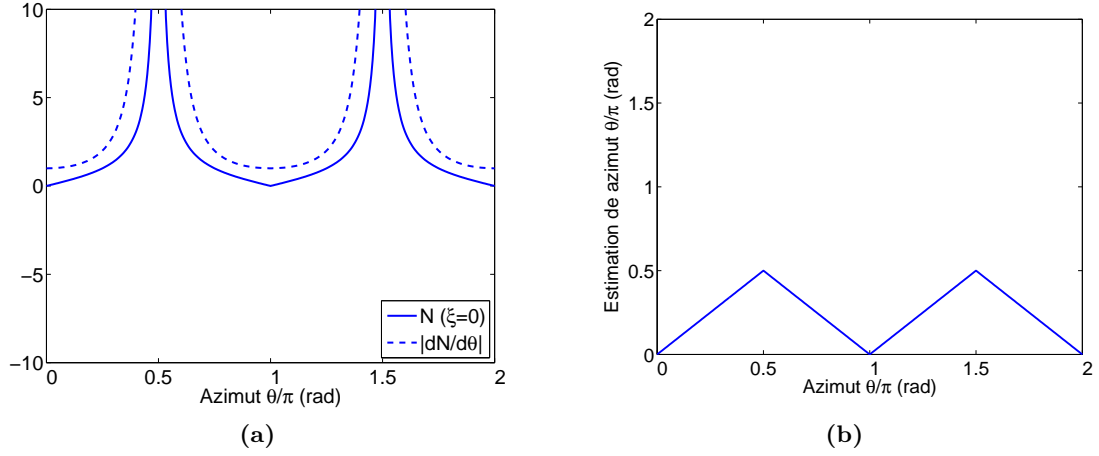 10
5
0
−5
−10
0
0.5
1
1.5
2
Azimut θ/π (rad)
N (ξ=0)
|dN/dθ|
(a)
2
1.5
1
0.5
0
0
0.5
1
1.5
2
Estimation de azimut θ/π (rad)
Azimut θ/π (rad)
(b)